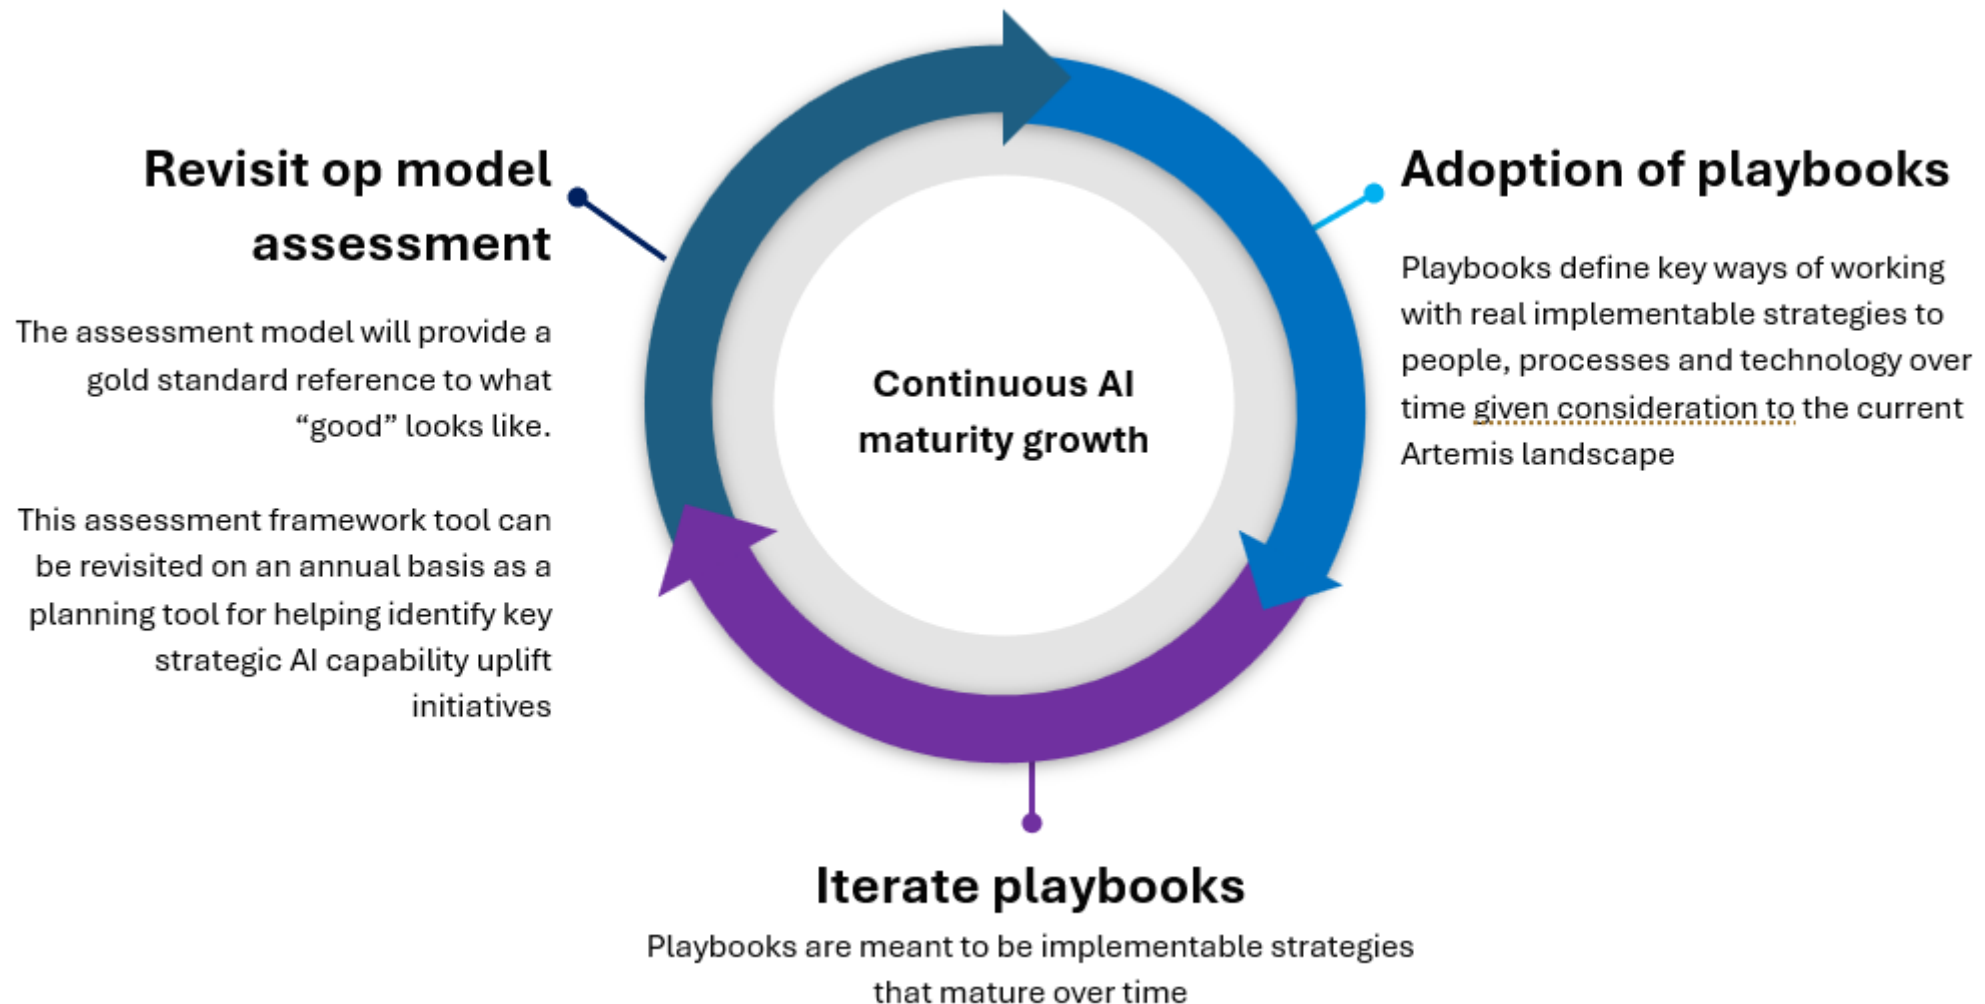 Revisit op model
assessment
The assessment model will provide a
gold standard reference to what
“good” looks like.
This assessment framework tool can
be revisited on an annual basis as a
planning tool for helping identify key
strategic AI capability uplift
initiatives
Continuous AI
maturity growth
Adoption of playbooks
Playbooks define key ways of working
with real implementable strategies to
people, processes and technology over
time given consideration to the current
Artemis landscape
Iterate playbooks
Playbooks are meant to be implementable strategies
that mature over time